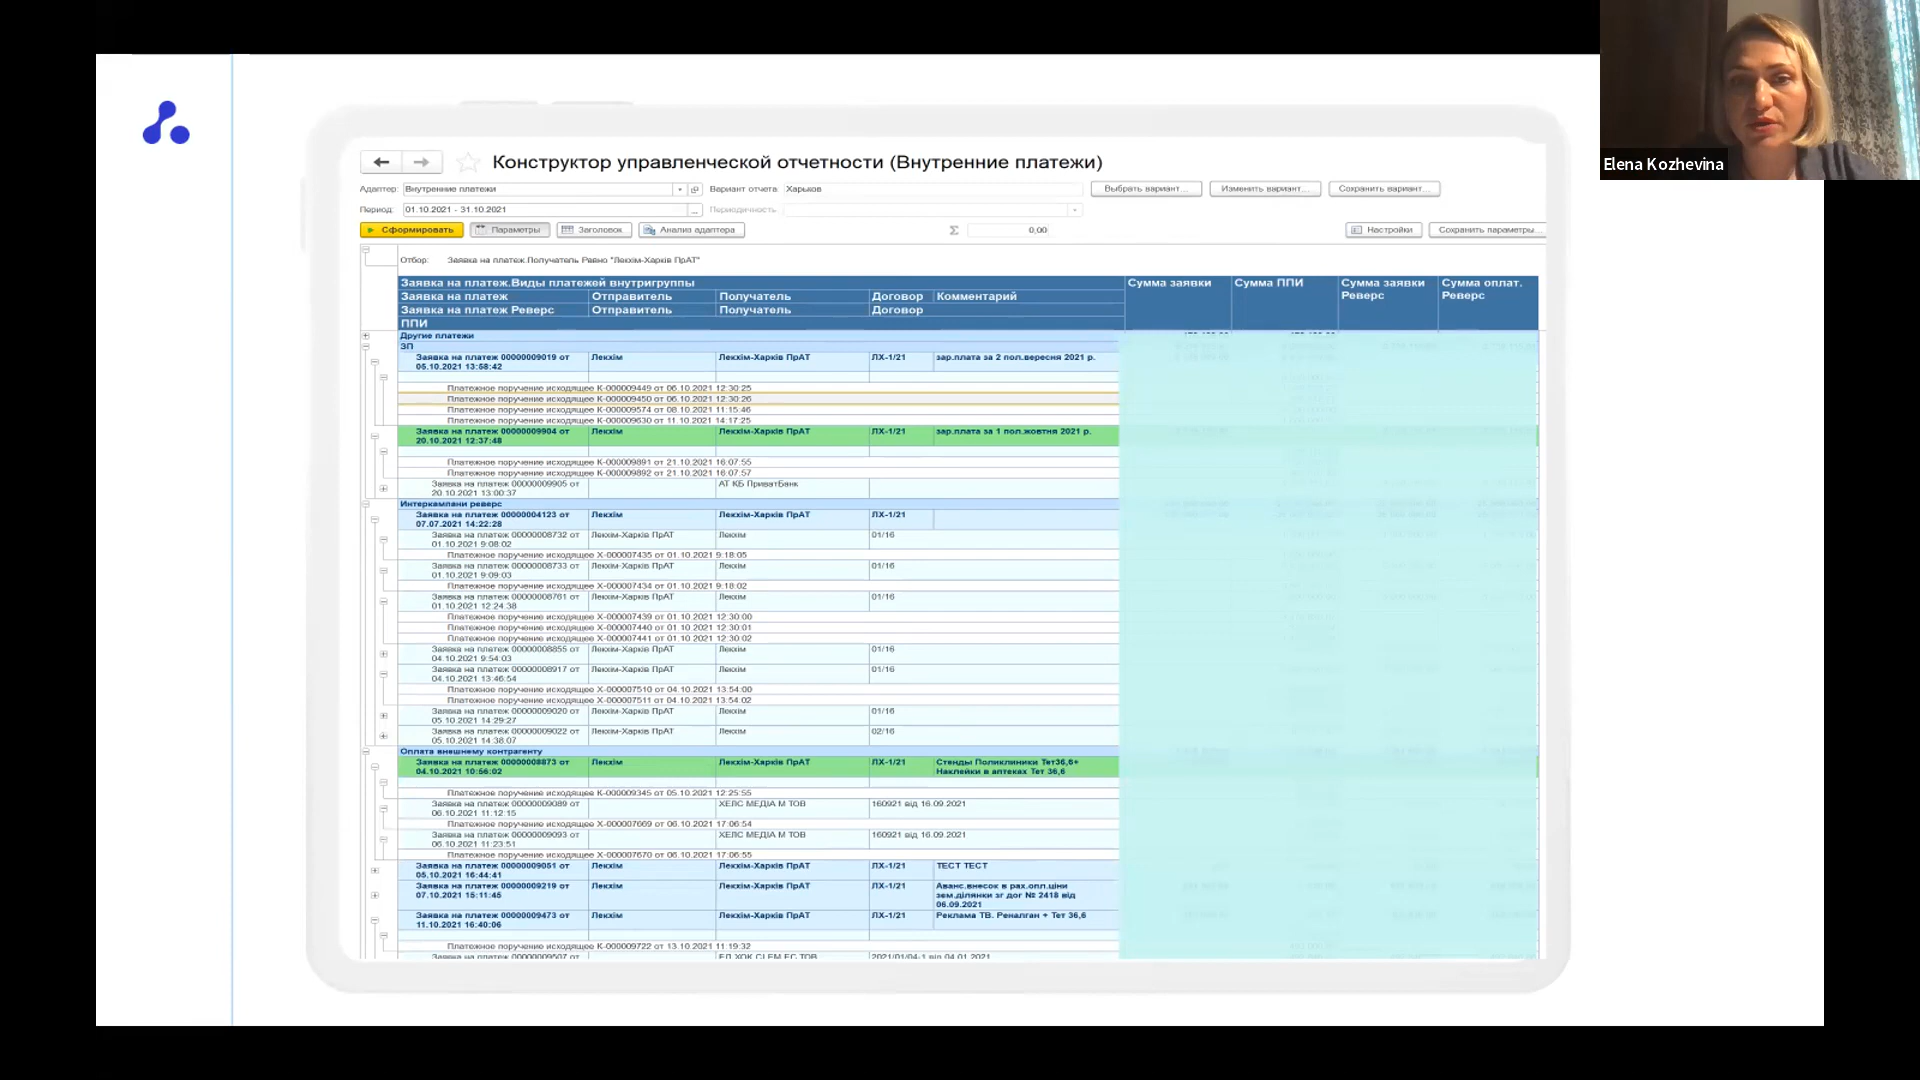 Elena Kozhevina
Конструктор управленческой отчетности (Внутренние платежи)
Адаптер: Внутренние платежи Вариант отчета: Харьков Выбрать вариант... Изменить вариант... Сохранить вариант...
Период: 01.10.2021 - 31.10.2021 ... Периодичность:
Сформировать Параметры Заголовок Анализ адаптера Σ 0,00 Настройки Сохранить параметры...
Отбор: Заявка на платеж.Получатель Равно "Лекхім-Харків ПрАТ"
Заявка на платеж.Виды платежей внутригруппы Сумма заявки Сумма ППИ Сумма заявки Реверс Сумма оплат. Реверс
Заявка на платеж Отправитель Получатель Договор Комментарий
Заявка на платеж Реверс Отправитель Получатель Договор
ППИ
Другие платежи
ЗП
Заявка на платеж 00000009019 от Лекхім Лекхім-Харків ПрАТ ЛХ-1/21 зар.плата за 2 пол.вересня 2021 р.
05.10.2021 13:58:42
Платежное поручение исходящее К-000009449 от 06.10.2021 12:30:25
Платежное поручение исходящее К-000009450 от 06.10.2021 12:30:26
Платежное поручение исходящее К-000009574 от 08.10.2021 11:15:46
Платежное поручение исходящее К-000009630 от 11.10.2021 14:17:25
Заявка на платеж 00000009904 от Лекхім Лекхім-Харків ПрАТ ЛХ-1/21 зар.плата за 1 пол.жовтня 2021 р.
20.10.2021 12:37:48
Платежное поручение исходящее К-000009891 от 21.10.2021 16:07:55
Платежное поручение исходящее К-000009892 от 21.10.2021 16:07:57
Заявка на платеж 00000009905 от АТ КБ ПриватБанк
20.10.2021 13:00:37
Интеркампани реверс
Заявка на платеж 00000004123 от Лекхім Лекхім-Харків ПрАТ ЛХ-1/21
07.07.2021 14:22:28
Заявка на платеж 00000008732 от Лекхім-Харків ПрАТ Лекхім 01/16
01.10.2021 9:08:02
Платежное поручение исходящее Х-000007435 от 01.10.2021 9:18:05
Заявка на платеж 00000008733 от Лекхім-Харків ПрАТ Лекхім 01/16
01.10.2021 9:09:03
Платежное поручение исходящее Х-000007434 от 01.10.2021 9:18:02
Заявка на платеж 00000008761 от Лекхім-Харків ПрАТ Лекхім 01/16
01.10.2021 12:24:38
Платежное поручение исходящее Х-000007439 от 01.10.2021 12:30:00
Платежное поручение исходящее Х-000007440 от 01.10.2021 12:30:01
Платежное поручение исходящее Х-000007441 от 01.10.2021 12:30:02
Заявка на платеж 00000008855 от Лекхім-Харків ПрАТ Лекхім 01/16
04.10.2021 9:54:03
Заявка на платеж 00000008917 от Лекхім-Харків ПрАТ Лекхім 01/16
04.10.2021 13:46:54
Платежное поручение исходящее Х-000007510 от 04.10.2021 13:54:00
Платежное поручение исходящее Х-000007511 от 04.10.2021 13:54:02
Заявка на платеж 00000009020 от Лекхім-Харків ПрАТ Лекхім 01/16
05.10.2021 14:29:27
Заявка на платеж 00000009022 от Лекхім-Харків ПрАТ Лекхім 02/16
05.10.2021 14:38:07
Оплата внешнему контрагенту
Заявка на платеж 00000008873 от Лекхім Лекхім-Харків ПрАТ ЛХ-1/21 Стенды Поликлиники Тет36,6+
04.10.2021 10:56:02 Наклейки в аптеках Тет 36,6
Платежное поручение исходящее К-000009345 от 05.10.2021 12:25:55
Заявка на платеж 00000009089 от ХЕЛС МЕДІА М ТОВ 160921 від 16.09.2021
06.10.2021 11:12:15
Платежное поручение исходящее Х-000007669 от 06.10.2021 17:06:54
Заявка на платеж 00000009093 от ХЕЛС МЕДІА М ТОВ 160921 від 16.09.2021
06.10.2021 11:23:51
Платежное поручение исходящее Х-000007670 от 06.10.2021 17:06:55
Заявка на платеж 00000009051 от Лекхім Лекхім-Харків ПрАТ ЛХ-1/21 ТЕСТ ТЕСТ
05.10.2021 16:44:41
Заявка на платеж 00000009219 от Лекхім Лекхім-Харків ПрАТ ЛХ-1/21 Аванс.внесок в рах.опл.ціни
07.10.2021 15:11:45 зем.ділянки зг дог № 2418 від
06.09.2021
Заявка на платеж 00000009473 от Лекхім Лекхім-Харків ПрАТ ЛХ-1/21 Реклама ТВ. Реналган + Тет 36,6
11.10.2021 16:40:06
Платежное поручение исходящее К-000009722 от 13.10.2021 11:19:32
Заявка на платеж 00000009507 от